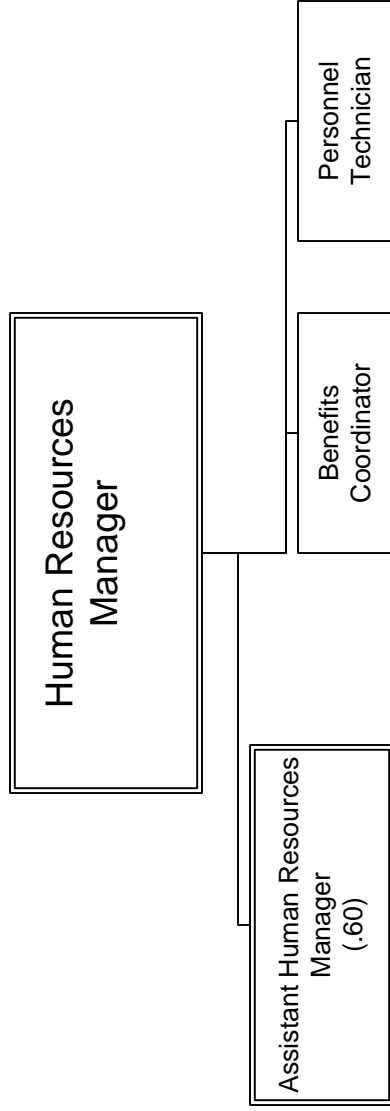 Human Resources
Manager
Assistant Human Resources
Manager
(.60)
Benefits
Coordinator
Personnel
Technician